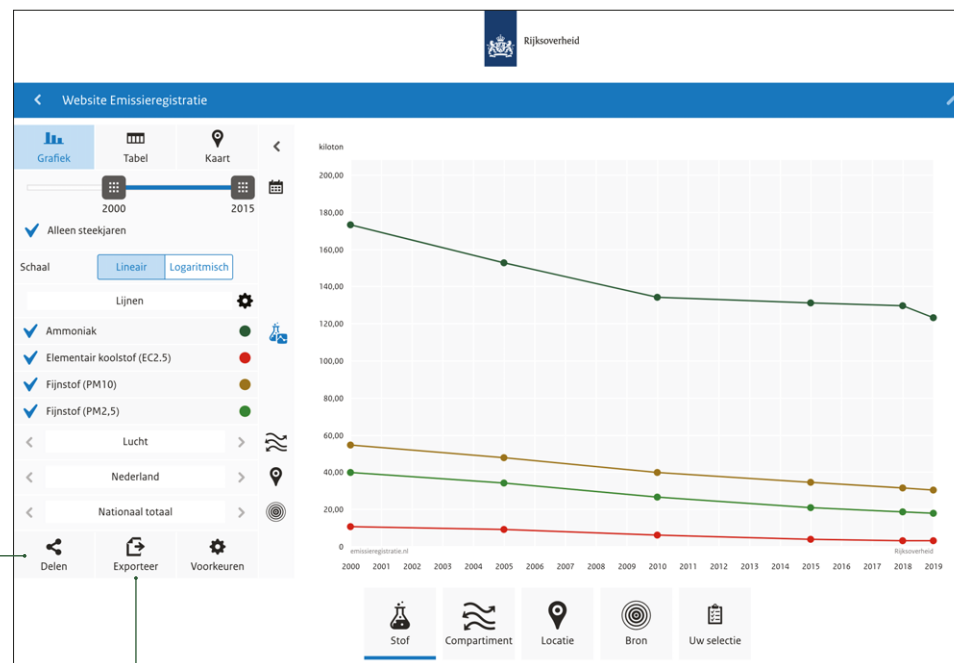 Rijksoverheid
Website Emissieregistratie
Grafiek
Tabel
Kaart
2000
2015
Alleen steekjaren
Schaal
Lineair
Logaritmisch
Lijnen
Ammoniak
Elementair koolstof (EC2.5)
Fijnstof (PM10)
Fijnstof (PM2,5)
Lucht
Nederland
Nationaal totaal
Delen
Exporteer
Voorkeuren
kiloton
200,00
180,00
160,00
140,00
120,00
100,00
80,00
60,00
40,00
20,00
0
emissieregistratie.nl
Rijksoverheid
2000 2001 2002 2003 2004 2005 2006 2007 2008 2009 2010 2011 2012 2013 2014 2015 2016 2017 2018 2019
Stof
Compartiment
Locatie
Bron
Uw selectie